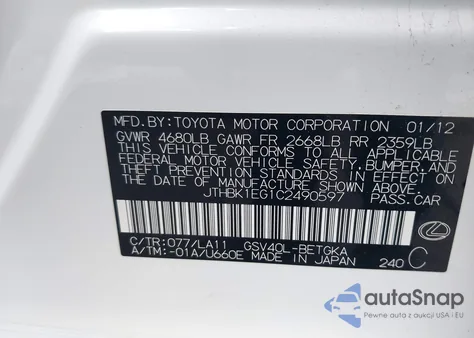 MFD.BY:TOYOTA MOTOR CORPORATION 01/12
GVWR 4680LB GAWR FR 2668LB RR 2359LB
THIS VEHICLE CONFORMS TO ALL APPLICABLE
FEDERAL MOTOR VEHICLE SAFETY,BUMPER,AND
THEFT PREVENTION STANDARDS IN EFFECT ON
THE DATE OF MANUFACTURE SHOWN ABOVE.
JTHBK1EG1C2490597 PASS.CAR
C/TR:077/LA11 GSV40L-BETGKA
A/TM:-01A/U660E MADE IN JAPAN 240 C
autoSnap
Pewne auta z USA i EU